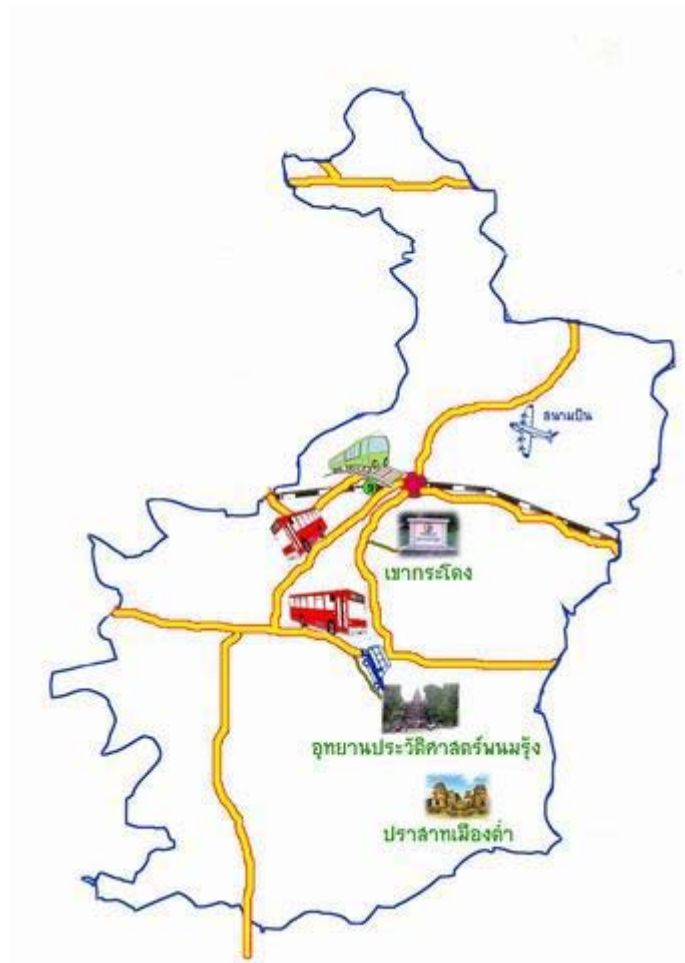 สนามบิน
เขากระโดง
อุทยานประวัติศาสตร์พนมรุ้ง
ปราสาทเมืองต่ำ